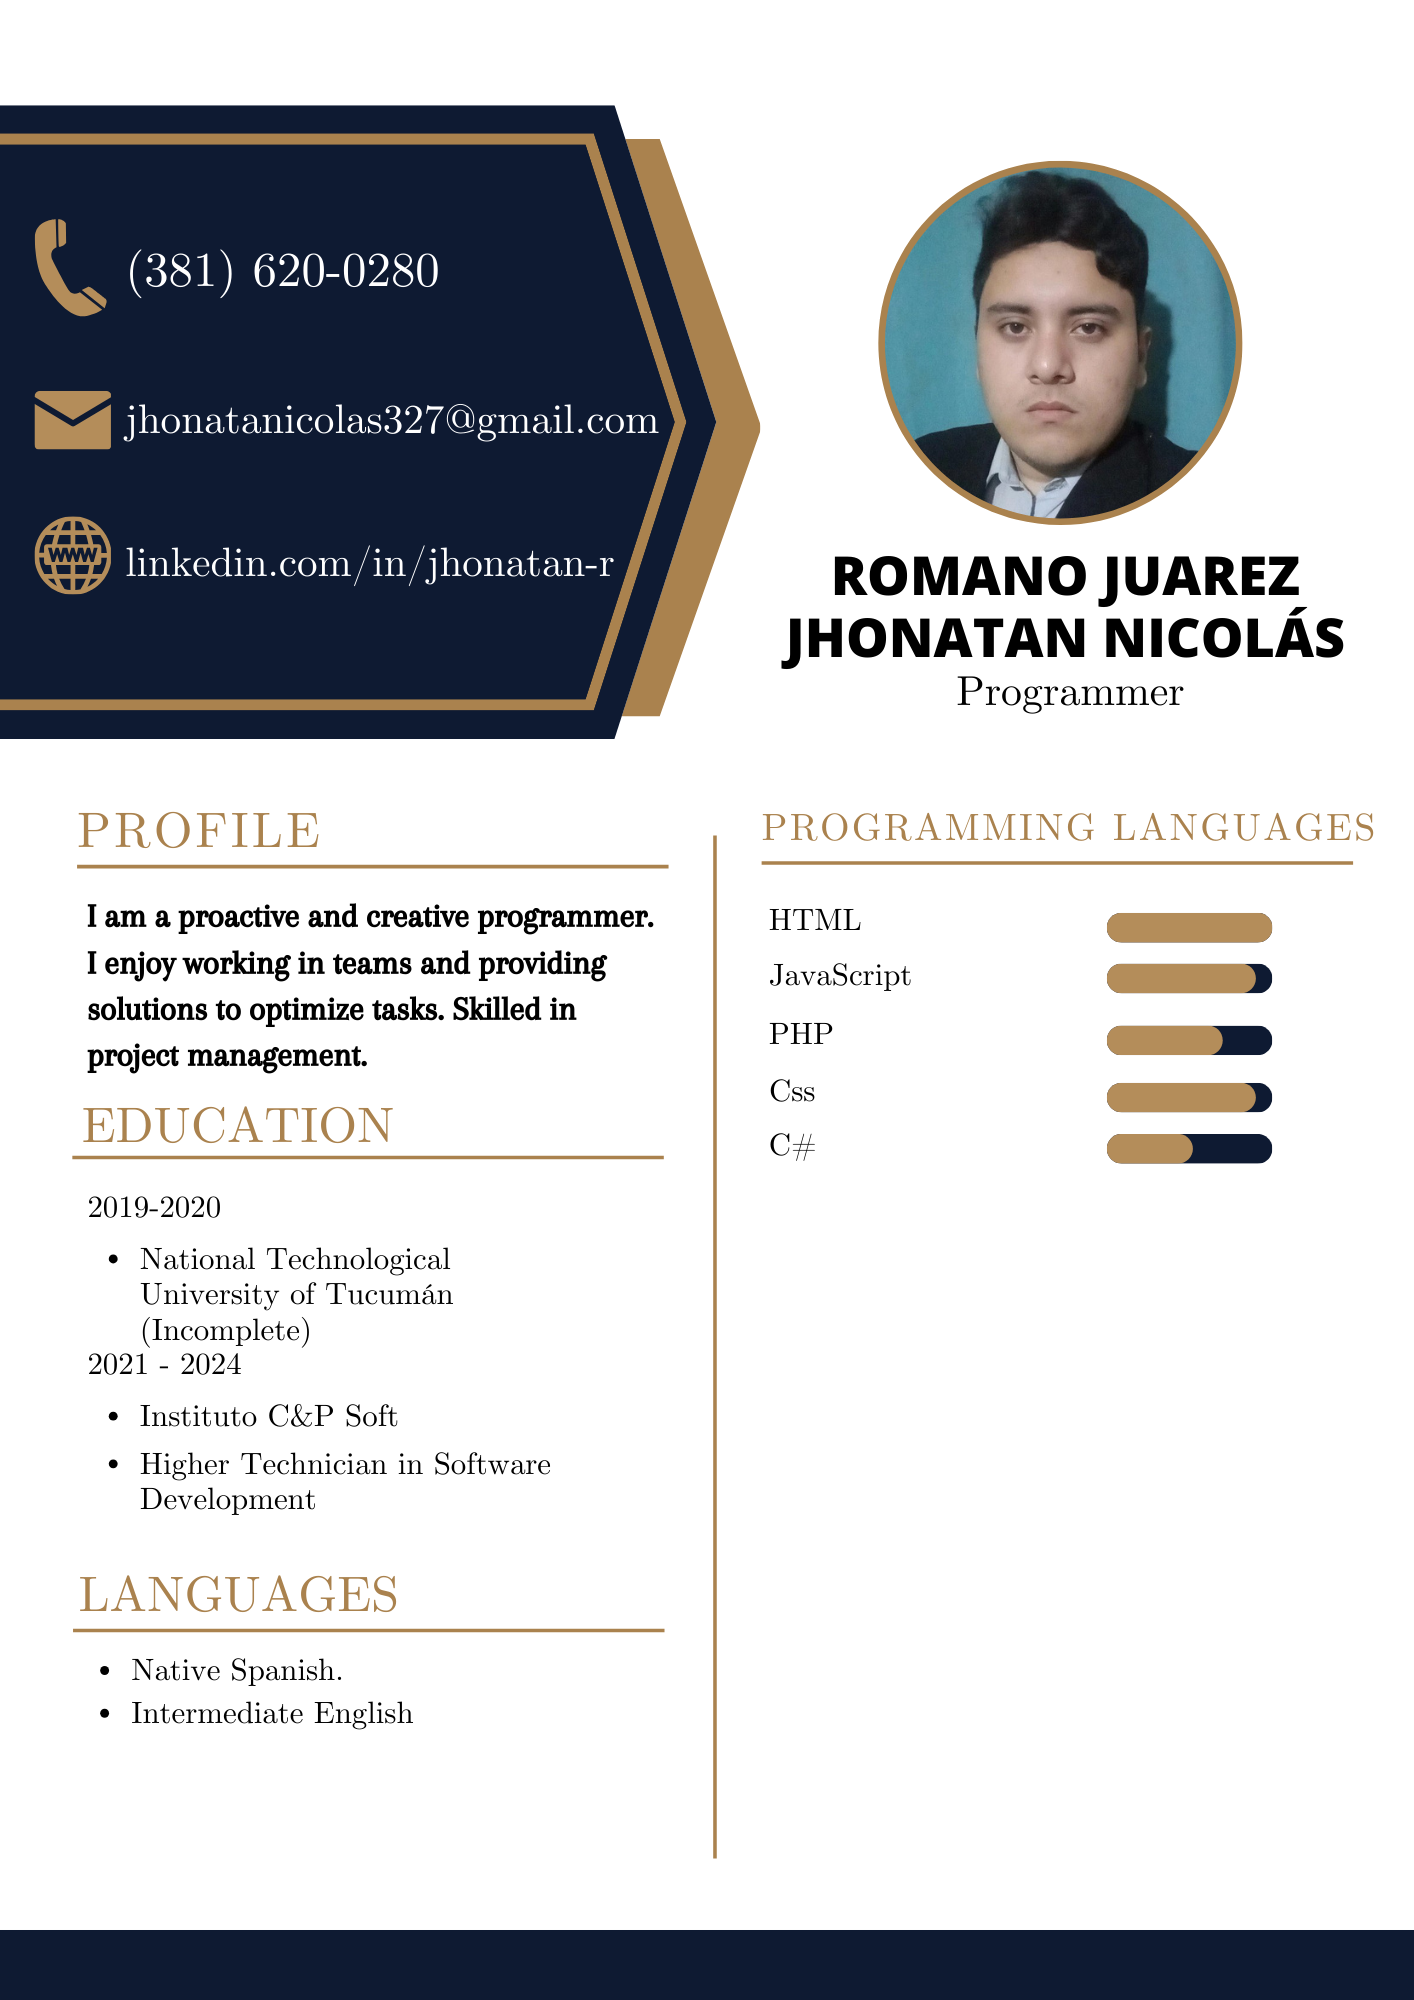 (381) 620-0280
jhonatanicolas327@gmail.com
WWW
linkedin.com/in/jhonatan-r
ROMANO JUAREZ
JHONATAN NICOLÁS
Programmer
PROFILE
I am a proactive and creative programmer.
I enjoy working in teams and providing
solutions to optimize tasks. Skilled in
project management.
EDUCATION
2019-2020
• National Technological
University of Tucumán
(Incomplete)
2021 - 2024
• Instituto C&P Soft
• Higher Technician in Software
Development
LANGUAGES
• Native Spanish.
• Intermediate English
PROGRAMMING LANGUAGES
HTML
JavaScript
PHP
Css
C#